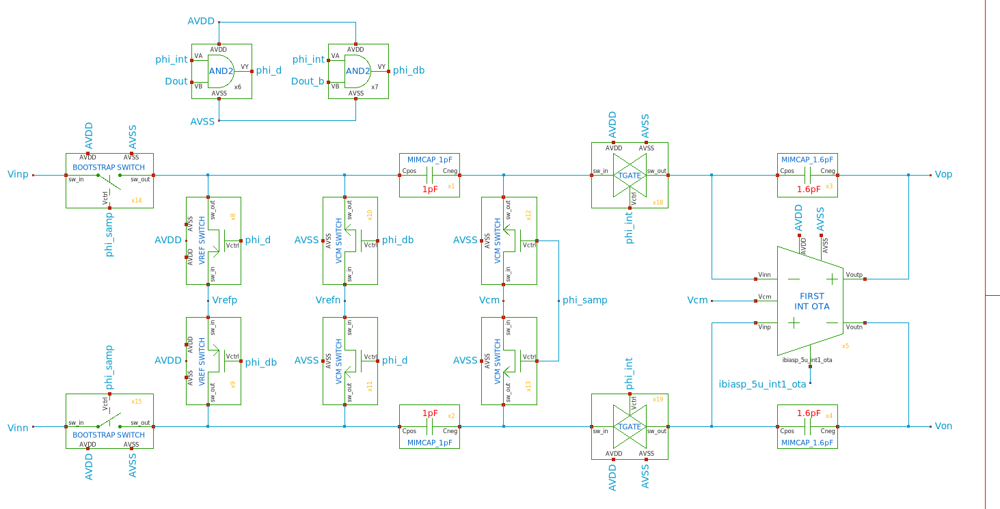 AVDD
AVDD AVDD
phi_int VA VY phi_d
AND2
Dout VB x6
AVSS
phi_int VA VY phi_db
AND2
Dout_b VB x7
AVSS
AVSS
AVDD AVSS
AVDD AVSS
BOOTSTRAP SWITCH
Vinp sw_in sw_out
Vctrl x14
phi_samp
MIMCAP_1pF
Cpos Cneg
1pF x1
AVDD AVSS
AVDD AVSS
sw_in TGATE sw_out
Vctrl x18
phi_int
MIMCAP_1.6pF
Cpos Cneg Vop
1.6pF x3
sw_out x8
AVSS
AVDD VREF SWITCH Vctrl phi_d
AVDD
sw_in
sw_out x10
AVSS AVSS VCM SWITCH Vctrl phi_db
sw_in
sw_out x12
AVSS AVSS VCM SWITCH Vctrl
sw_in
Vrefp Vrefn Vcm phi_samp
sw_in
AVDD
AVDD VREF SWITCH Vctrl phi_db
AVSS
sw_out x9
sw_in
AVSS AVSS VCM SWITCH Vctrl phi_d
sw_out x11
sw_in
AVSS AVSS VCM SWITCH Vctrl
sw_out x13
AVDD AVSS
AVDD AVSS
Vinn Voutp
Vcm Vcm
FIRST
INT OTA
Vinp Voutn
x5
ibiasp_5u_int1_ota
ibiasp_5u_int1_ota
phi_samp
Vctrl x15
Vinn sw_in sw_out
BOOTSTRAP SWITCH
AVDD AVSS
AVDD AVSS
1pF x2
Cpos Cneg
MIMCAP_1pF
phi_int
Vctrl x19
sw_in TGATE sw_out
AVDD AVSS
AVDD AVSS
1.6pF x4
Cpos Cneg Von
MIMCAP_1.6pF